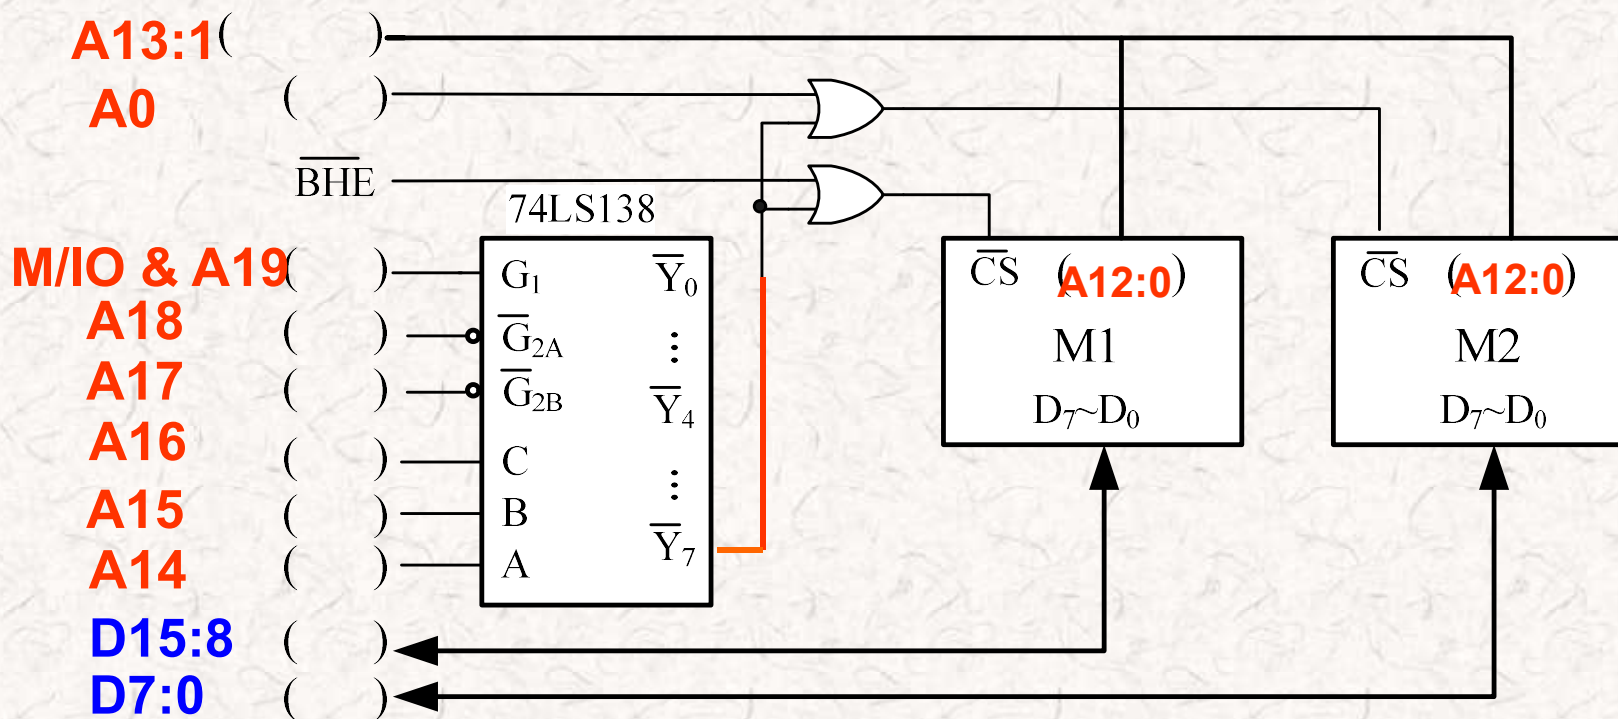 A13:1( )
A0 ( )
BHE
74LS138
M/IO & A19( )
A18 ( )
A17 ( )
A16 ( )
A15 ( )
A14 ( )
D15:8 ( )
D7:0 ( )
G1 Y0
G2A ⋮
G2B Y4
C ⋮
B Y7
A
CS (A12:0)
M1
D7~D0
CS (A12:0)
M2
D7~D0